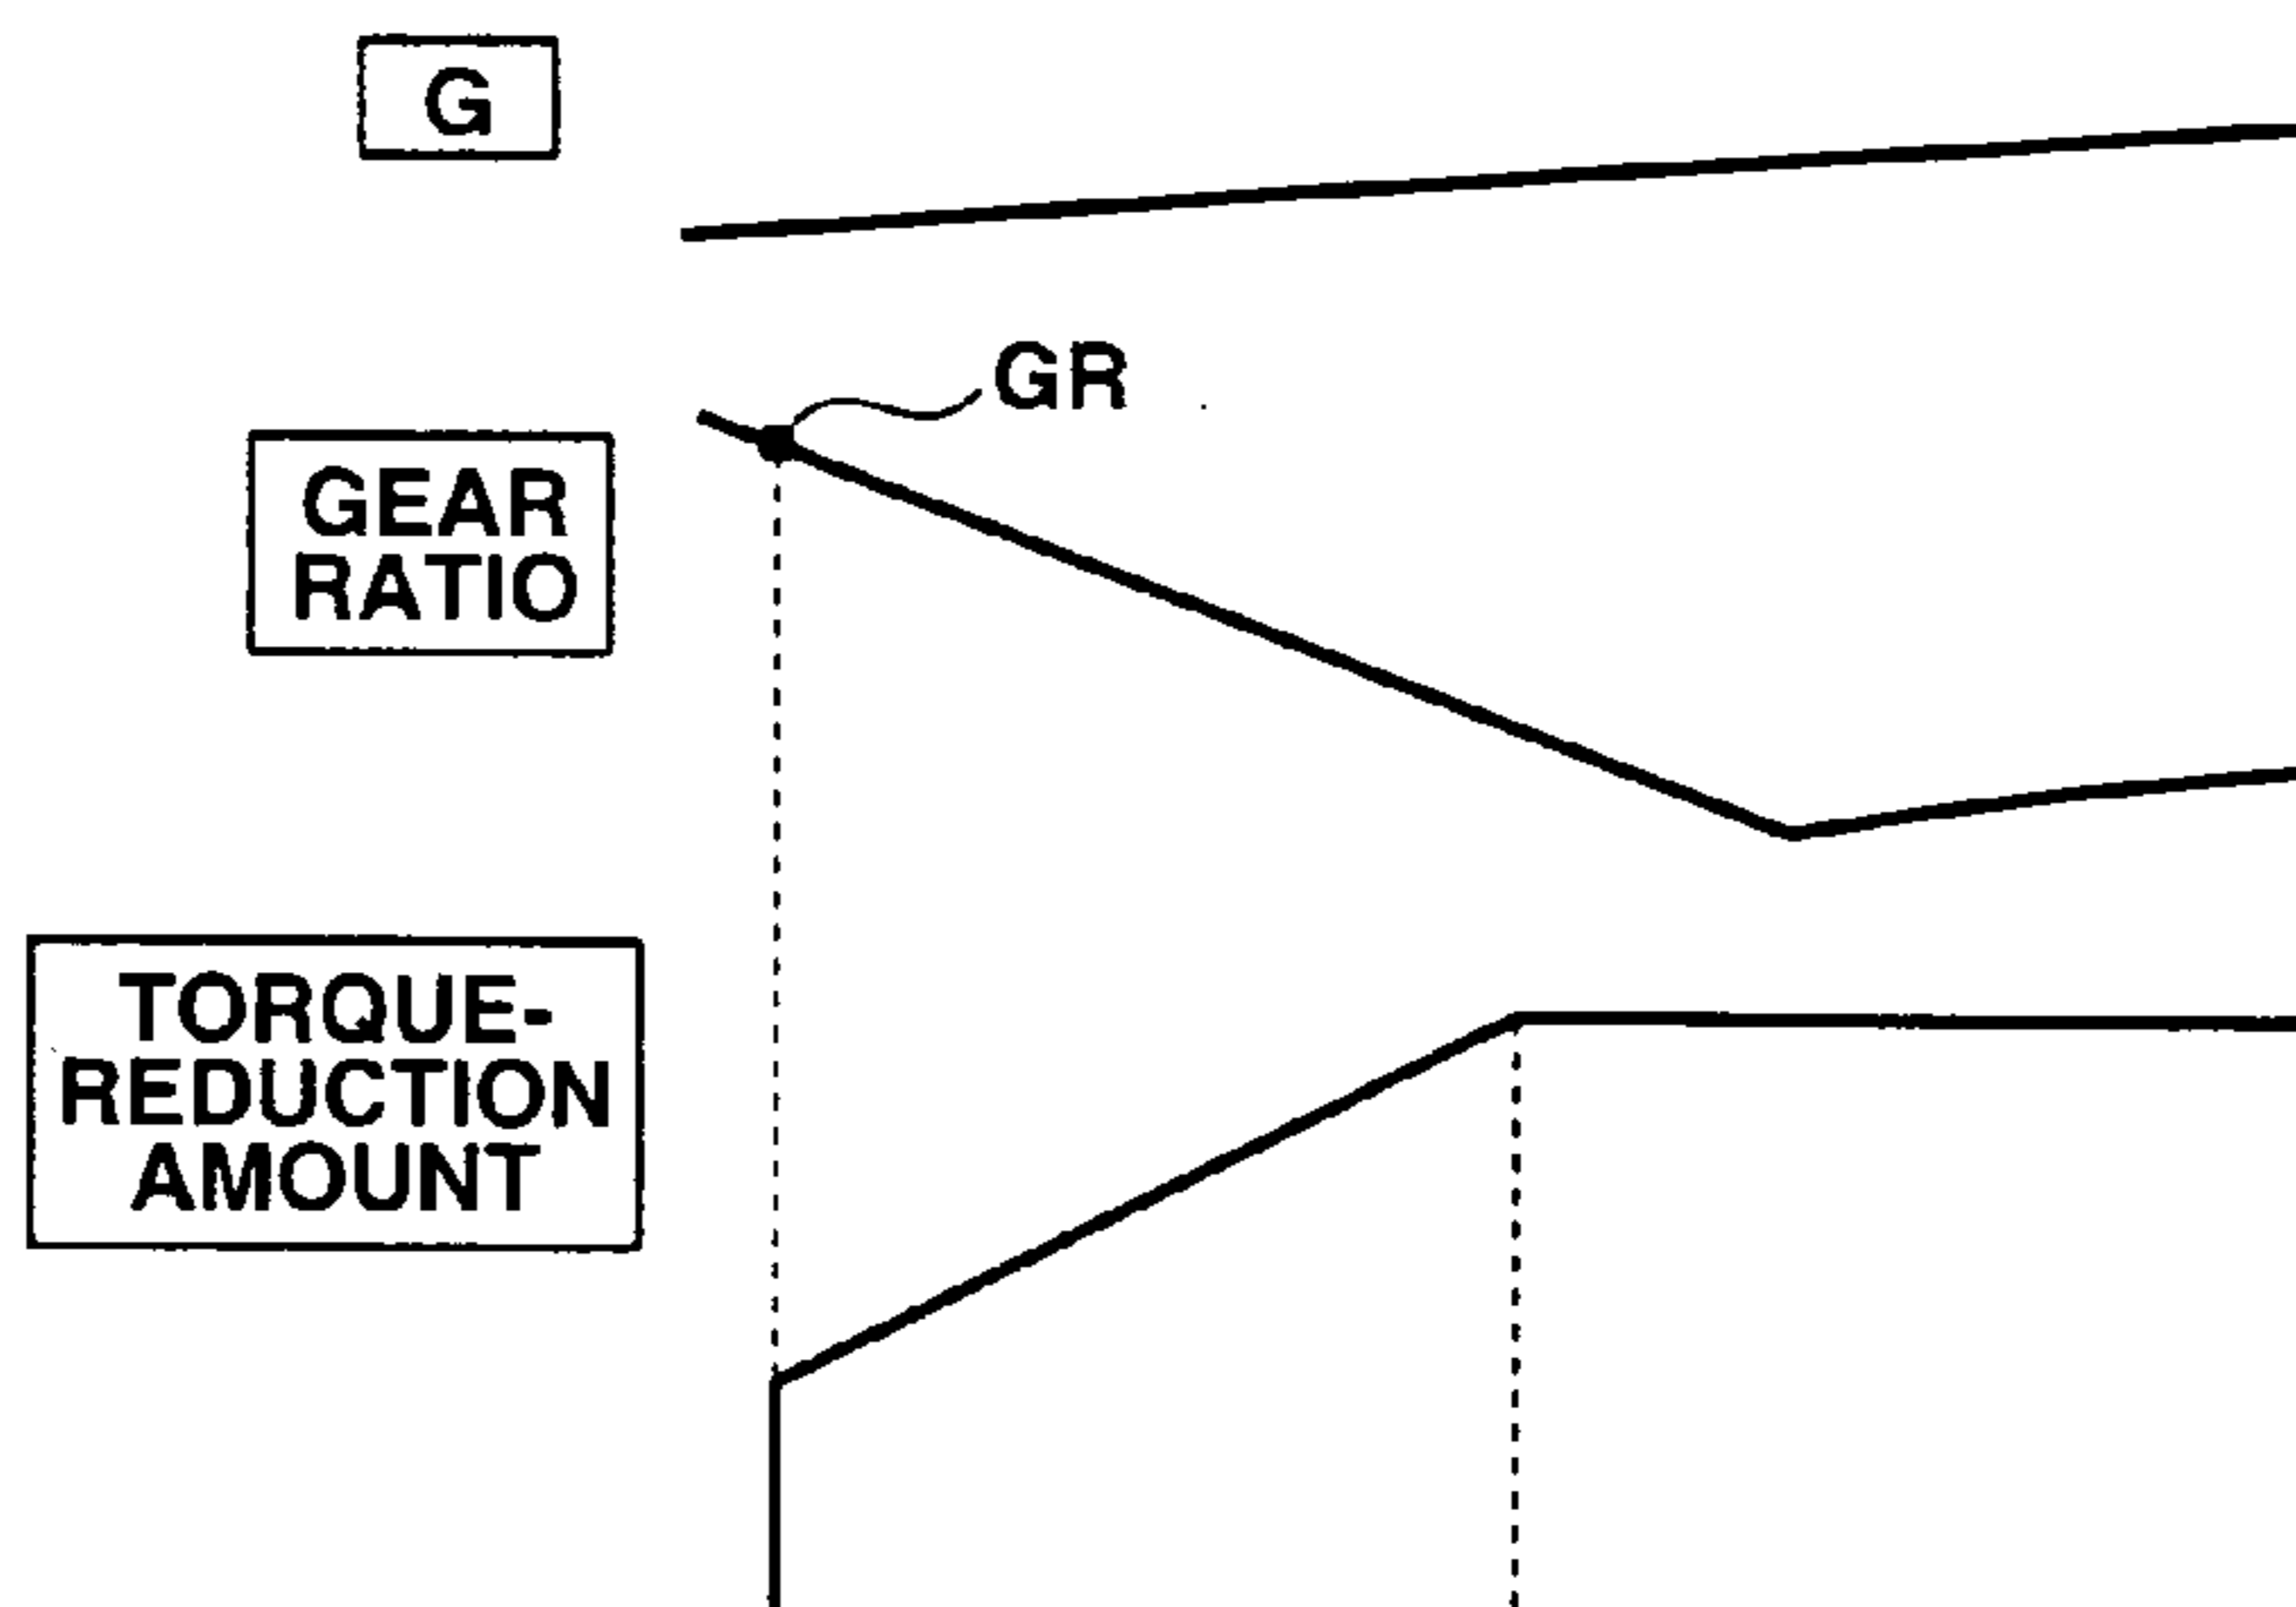 G
GR
GEAR
RATIO
TORQUE-
REDUCTION
AMOUNT